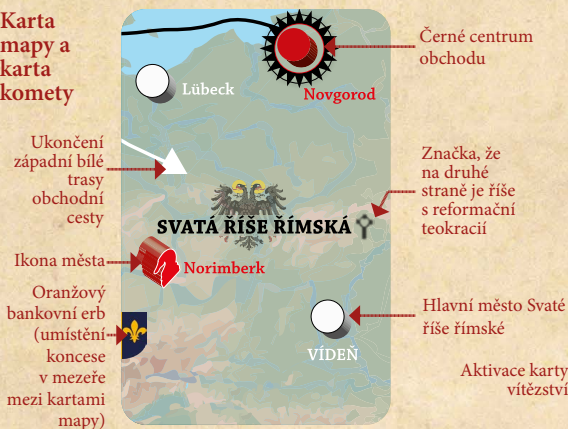 Karta
mapy a
karta
komety
Ukončení
západní bílé
trasy
obchodní
cesty
Ikona města
Oranžový
bankovní erb
(umístění
koncese
v mezeře
mezi kartami
mapy)
Lübeck
Novgorod
SVATÁ ŘÍŠE ŘÍMSKÁ
Norimberk
VÍDEŇ
Černé centrum
obchodu
Značka, že
na druhé
straně je říše
s reformační
teokracií
Hlavní město Svaté
říše římské
Aktivace karty
vítězství